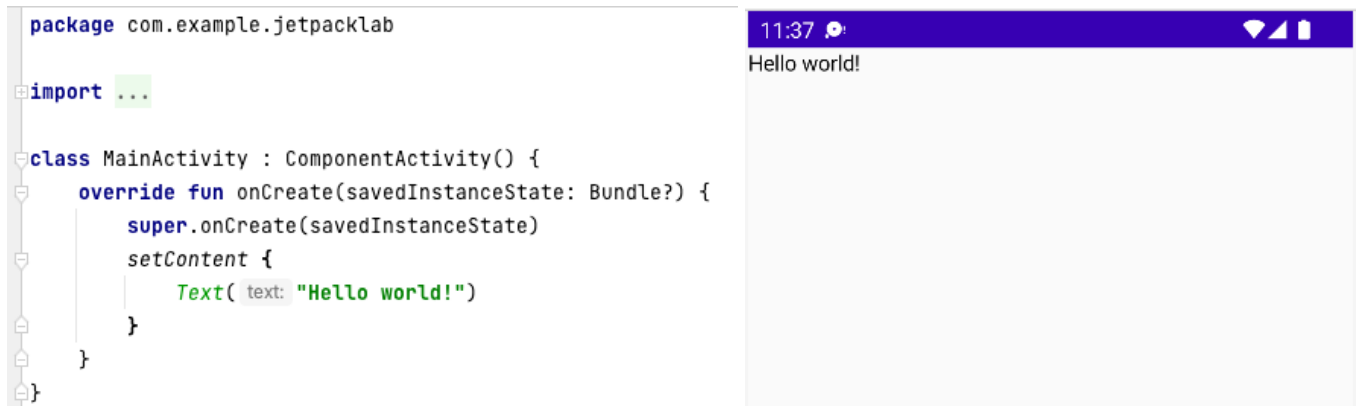 package com.example.jetpacklab
import ...
class MainActivity : ComponentActivity() {
override fun onCreate(savedInstanceState: Bundle?) {
super.onCreate(savedInstanceState)
setContent {
Text( text: "Hello world!")
}
}
}
11:37
Hello world!